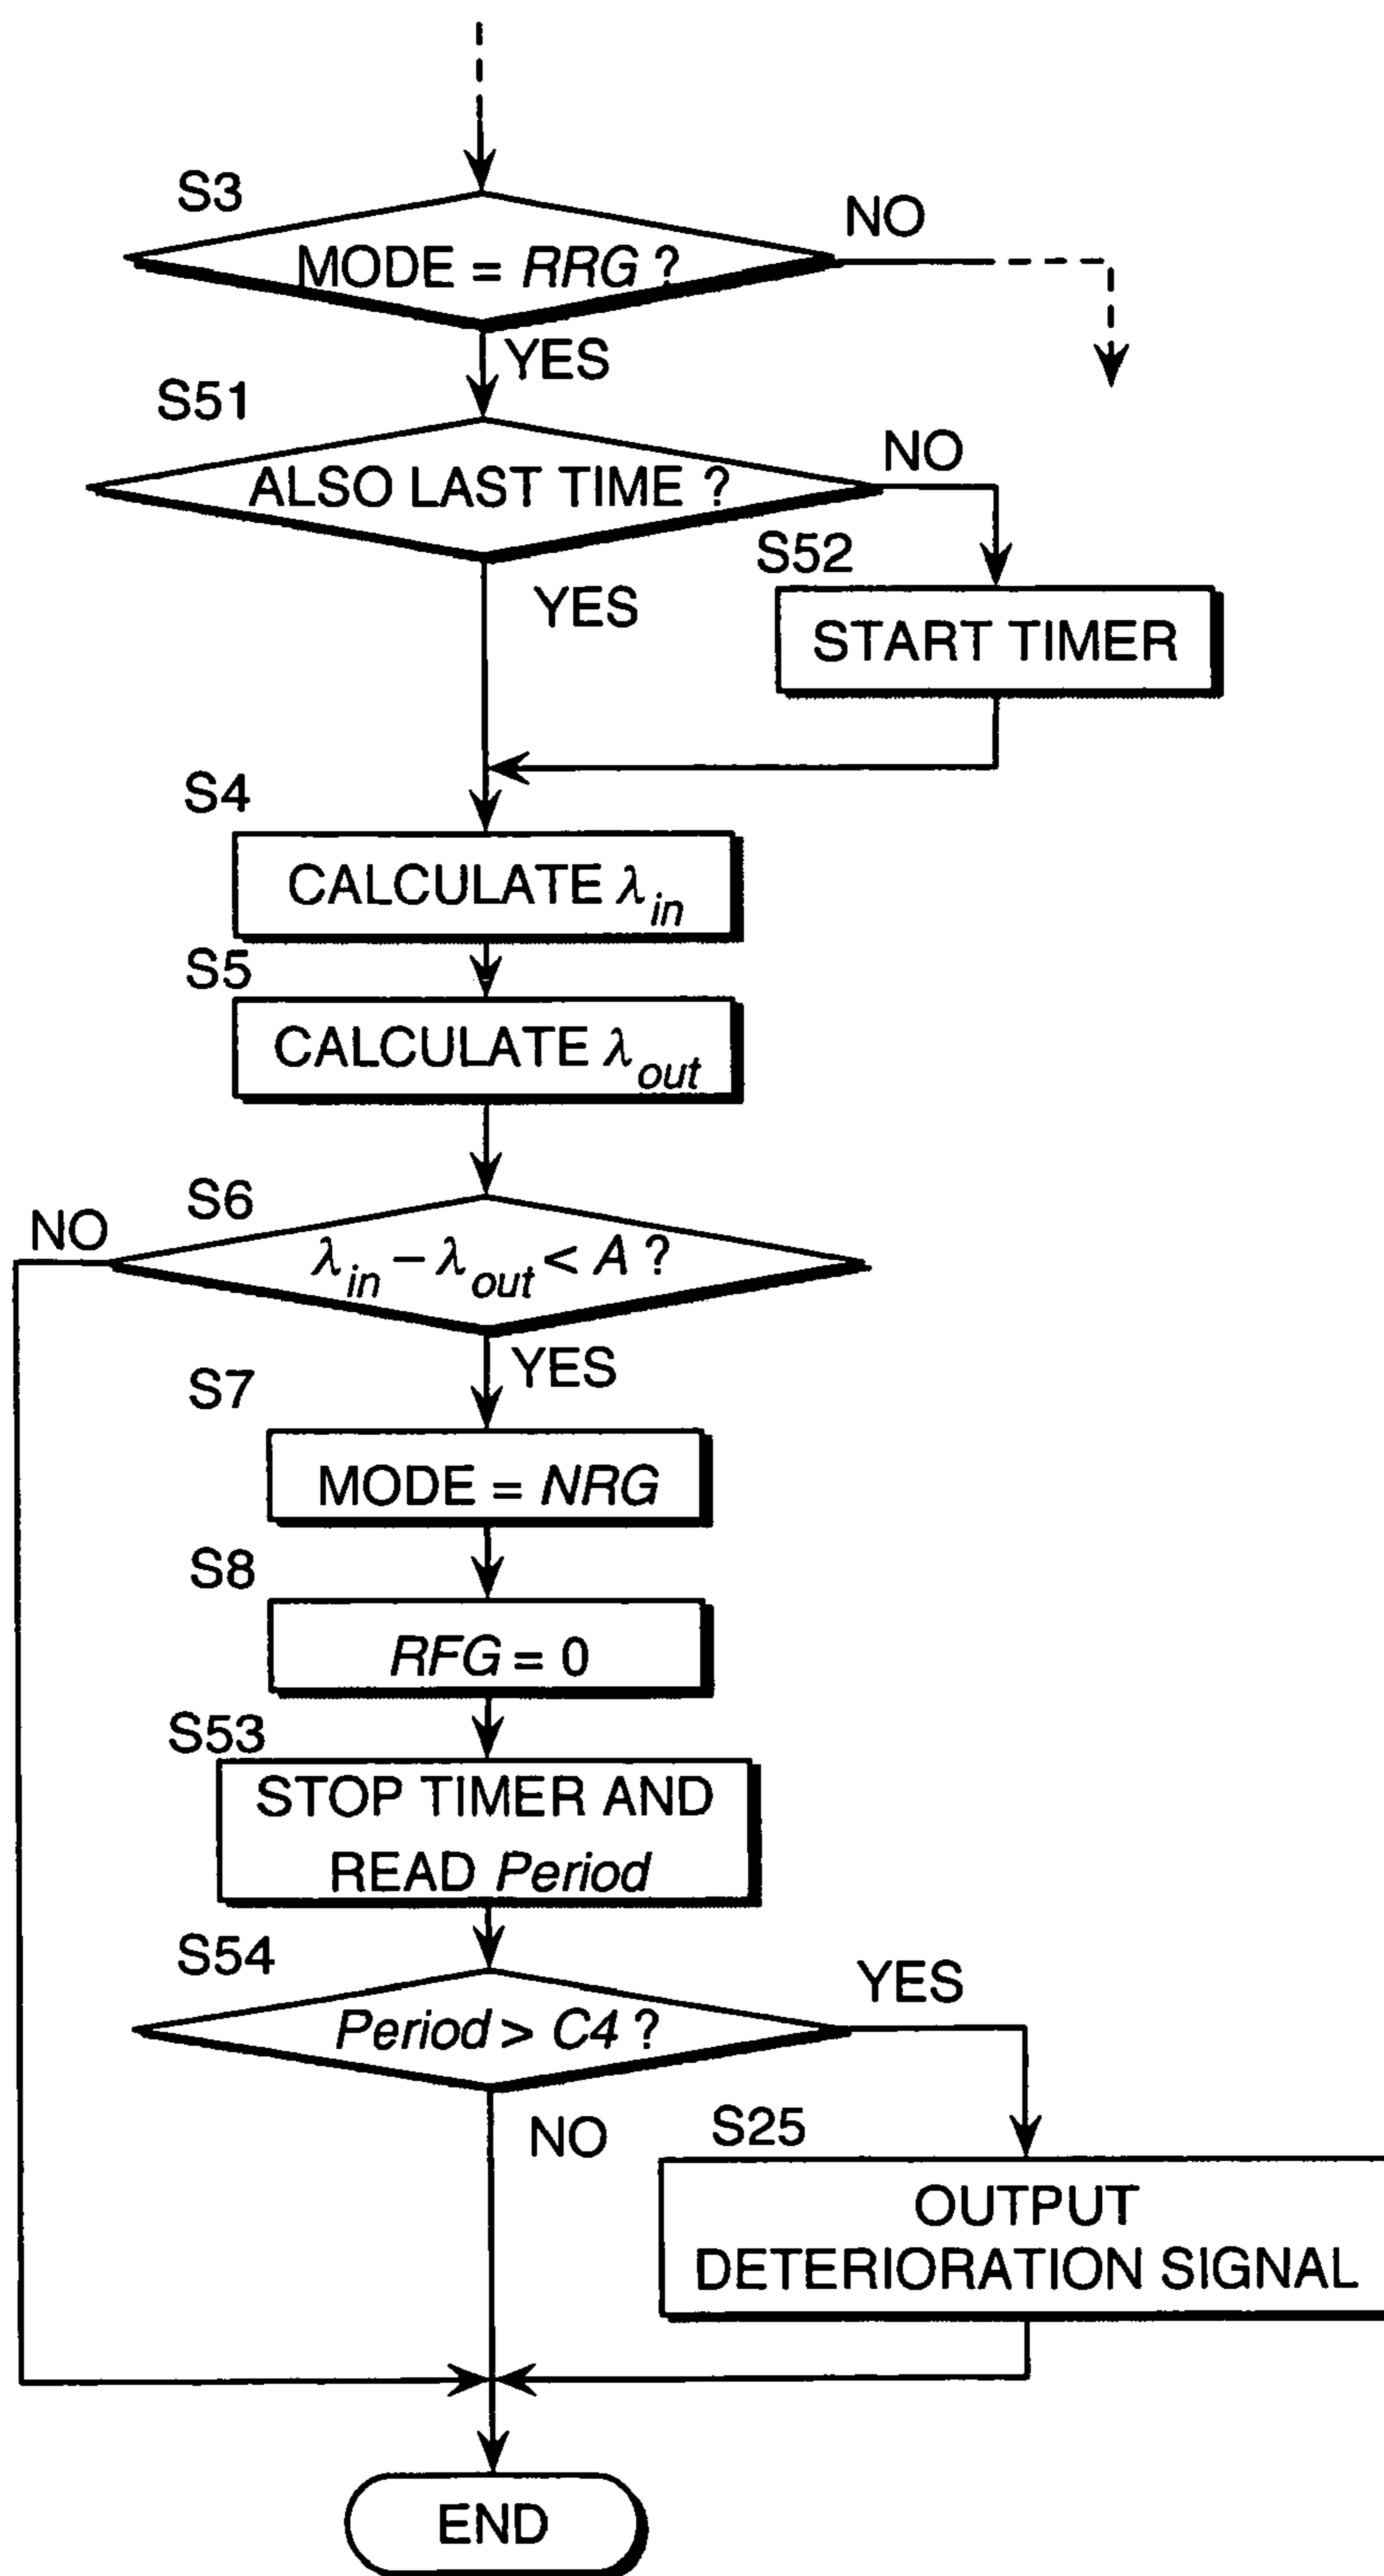 S3
MODE = RRG ?
NO
YES
S51
ALSO LAST TIME ?
NO
YES
S52
START TIMER
S4
CALCULATE λin
S5
CALCULATE λout
S6
NO
λin – λout < A ?
YES
S7
MODE = NRG
S8
RFG = 0
S53
STOP TIMER AND
READ Period
S54
Period > C4 ?
YES
NO
S25
OUTPUT
DETERIORATION SIGNAL
END